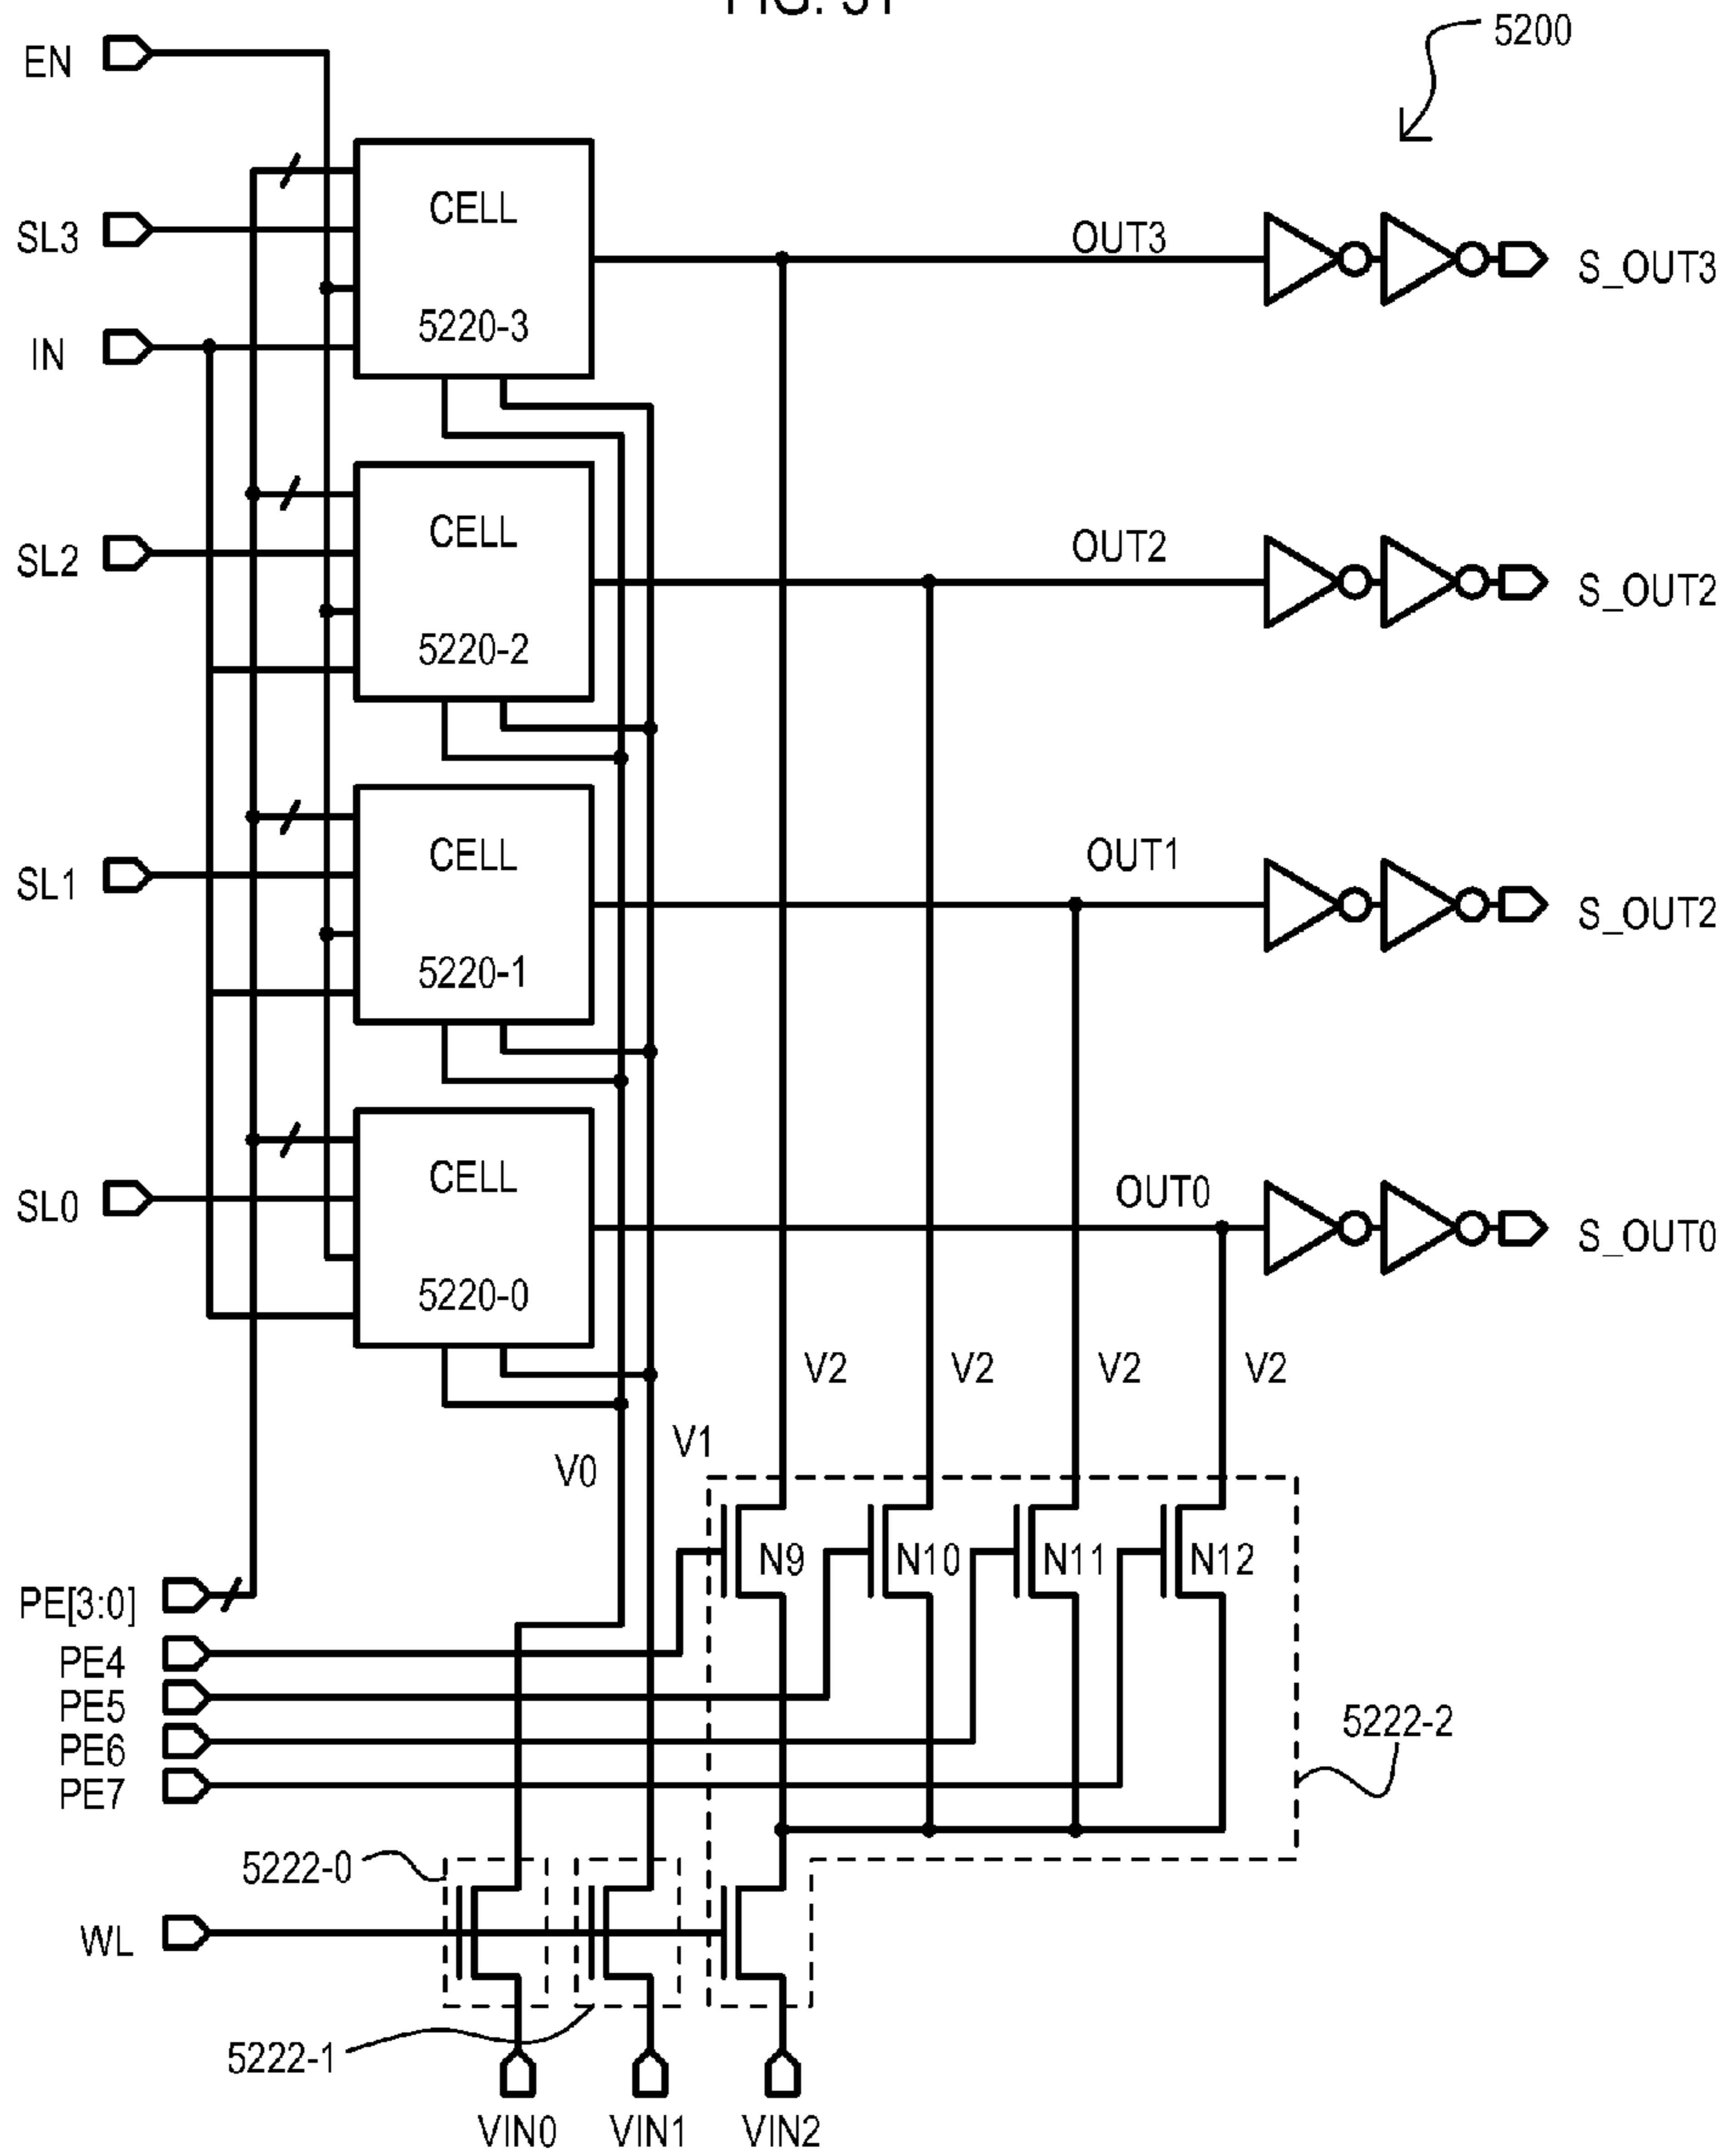 5200
EN
CELL
SL3
OUT3
S_OUT3
5220-3
IN
CELL
SL2
OUT2
S_OUT2
5220-2
CELL
SL1
OUT1
S_OUT2
5220-1
CELL
SL0
OUT0
S_OUT0
5220-0
V2
V2
V2
V2
V1
V0
N9
N10
N11
N12
PE[3:0]
PE4
PE5
PE6
PE7
5222-2
5222-0
WL
5222-1
VIN0
VIN1
VIN2